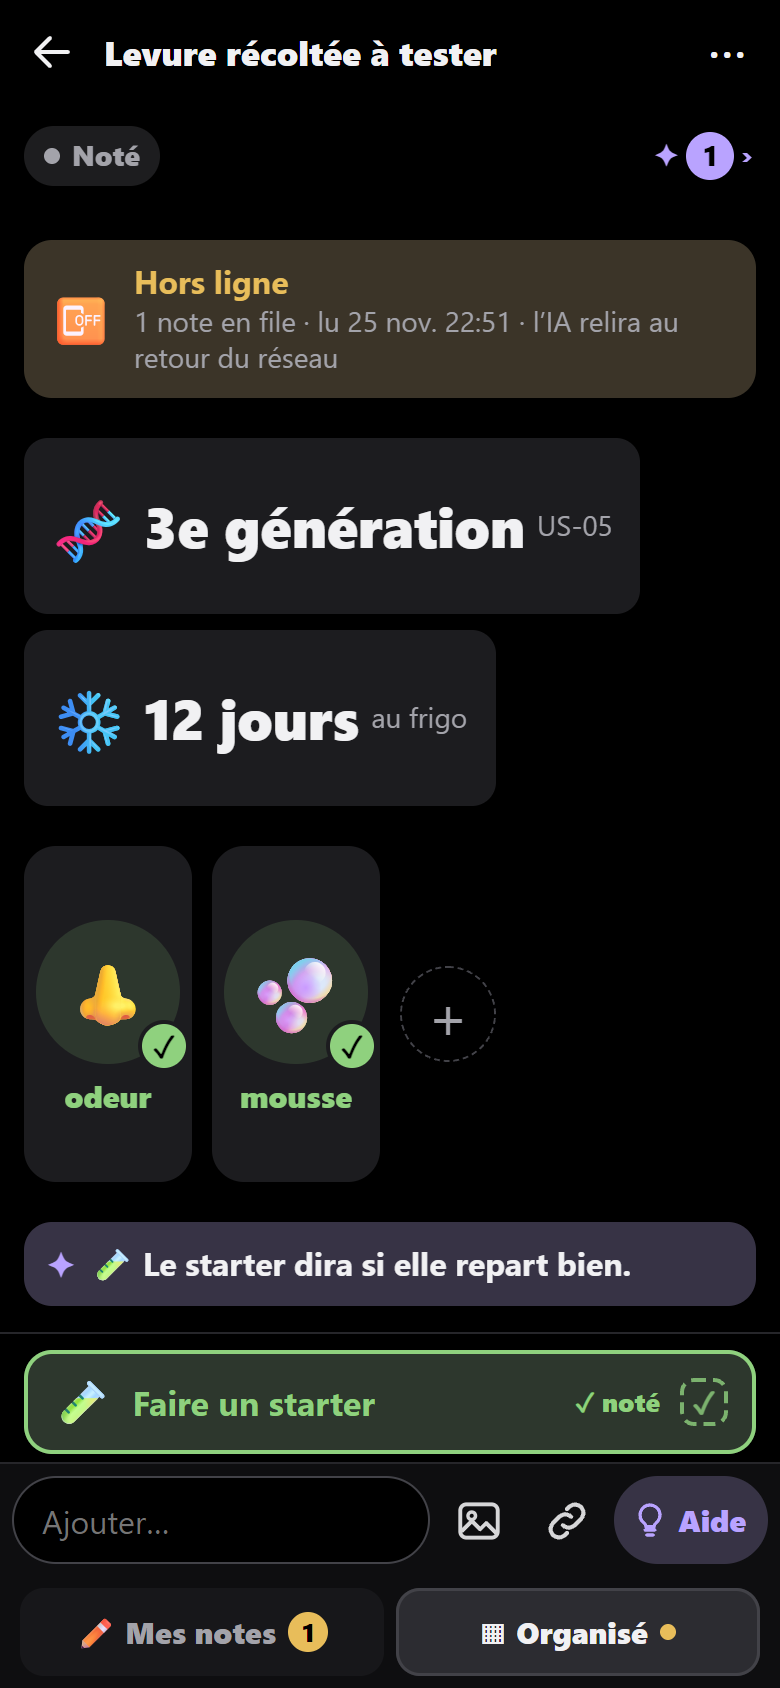 Levure récoltée à tester
Noté
1
Hors ligne
1 note en file · lu 25 nov. 22:51 · l’IA relira au
retour du réseau
OFF
3e génération US-05
12 jours au frigo
odeur
mousse
Le starter dira si elle repart bien.
Faire un starter ✓ noté
Ajouter…
Aide
Mes notes 1
Organisé